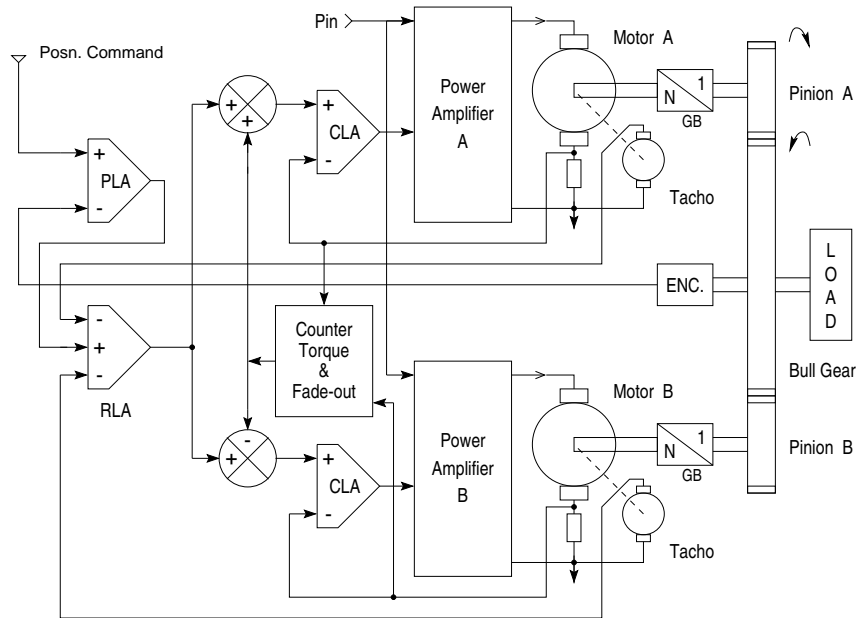 Posn. Command
Pin
Motor A
Power
Amplifier
A
1
N
GB
Pinion A
+
+
+
-
CLA
+
-
PLA
Tacho
ENC.
L
O
A
D
-
+
-
RLA
Counter
Torque
&
Fade-out
Bull Gear
Motor B
Power
Amplifier
B
1
N
GB
Pinion B
-
+
+
-
CLA
Tacho